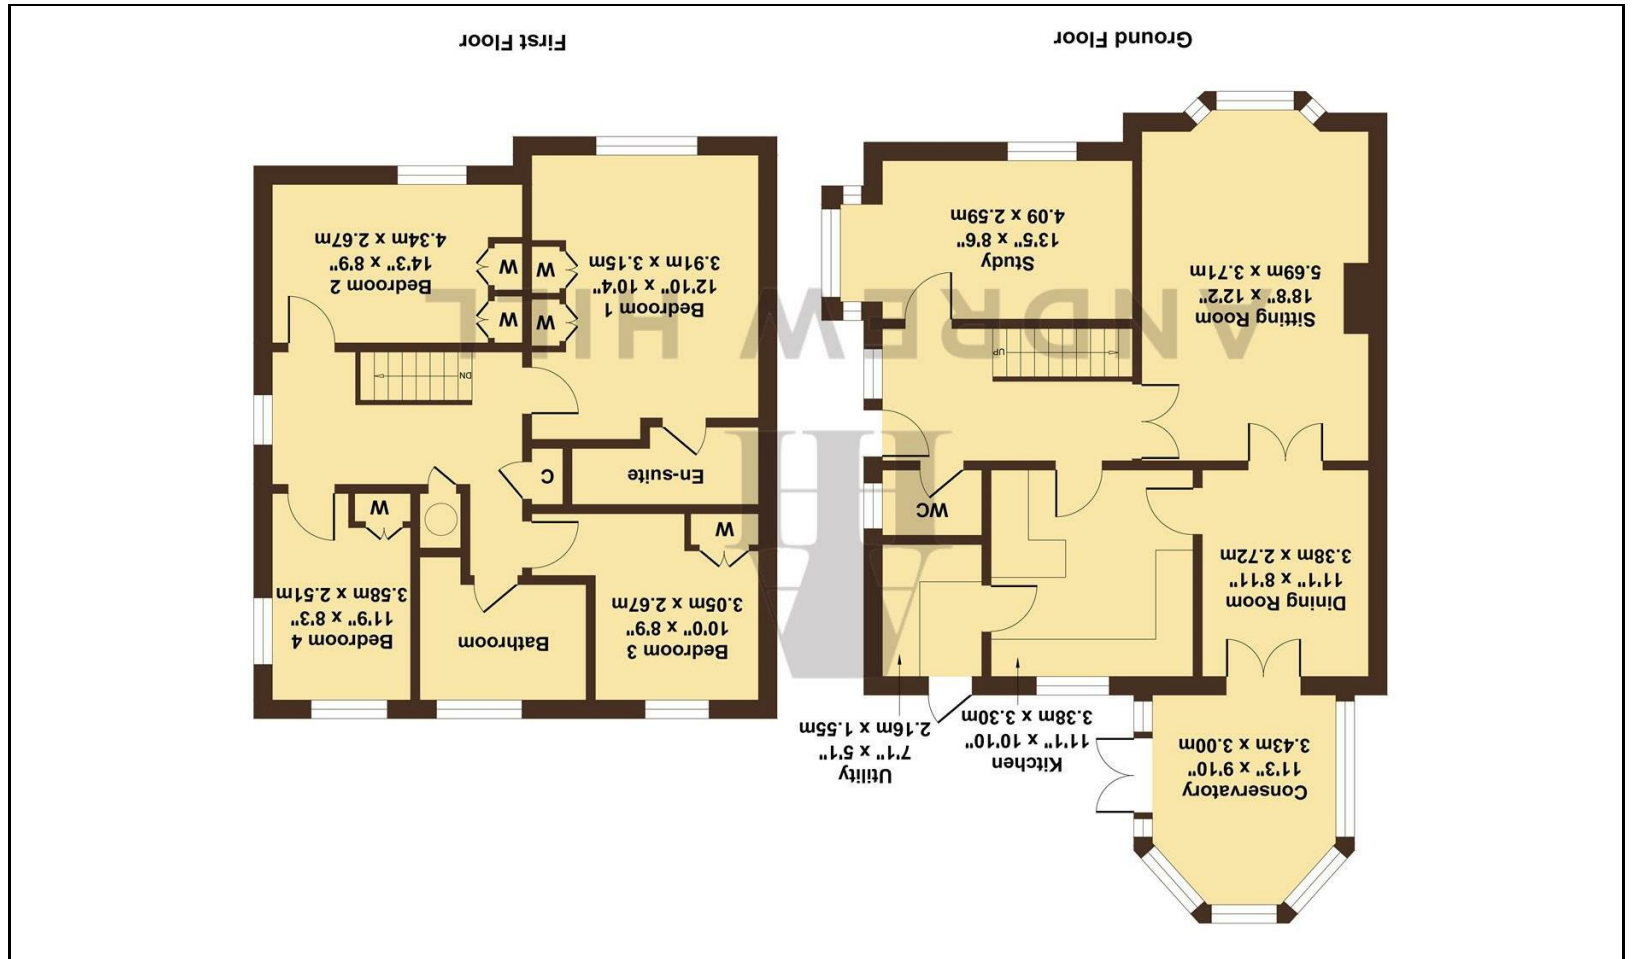 Conservatory
11'3" x 9'10"
3.43m x 3.00m
Kitchen
11'1" x 10'10"
3.38m x 3.30m
Utility
7'1" x 5'1"
2.16m x 1.55m
Dining Room
11'1" x 8'11"
3.38m x 2.72m
WC
Sitting Room
18'8" x 12'2"
5.69m x 3.71m
UP
Study
13'5" x 8'6"
4.09 x 2.59m
Ground Floor
Bedroom 3
10'0" x 8'9"
3.05m x 2.67m
W
Bathroom
Bedroom 4
11'9" x 8'3"
3.58m x 2.51m
W
En-suite
C
DN
Bedroom 1
12'10" x 10'4"
3.91m x 3.15m
W
W
W
W
Bedroom 2
14'3" x 8'9"
4.34m x 2.67m
First Floor
ANDREW HILL